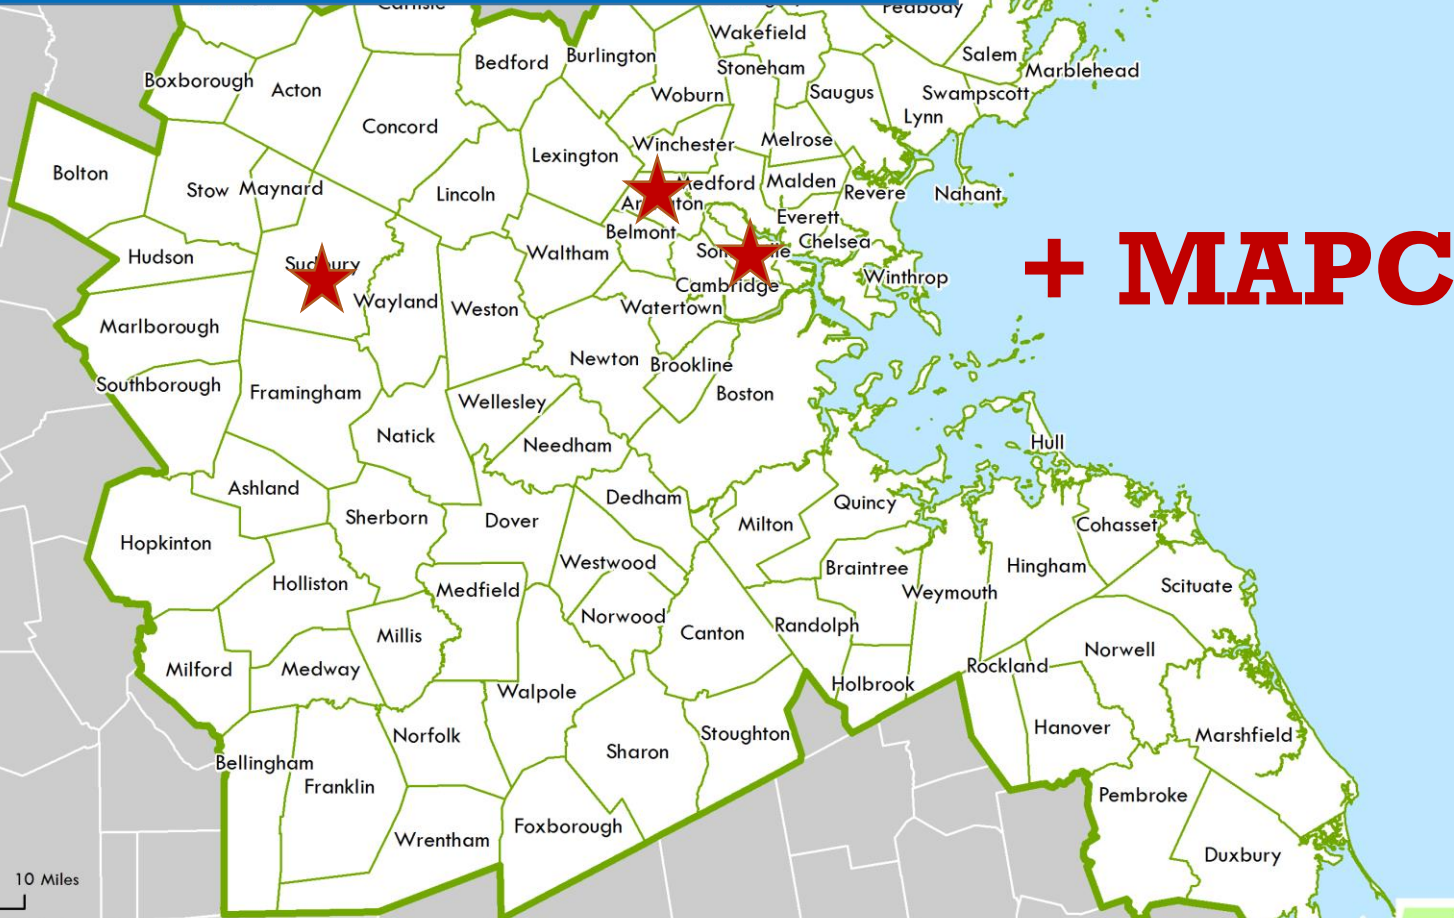 Peabody
Wakefield
Salem
Bedford
Burlington
Stoneham
Marblehead
Boxborough
Acton
Woburn
Saugus
Swampscott
Lynn
Concord
Winchester
Melrose
Lexington
Bolton
Stow
Maynard
Lincoln
Medford
Malden
Revere
Nahant
Everett
Belmont
Chelsea
Hudson
Waltham
+ MAPC
Winthrop
Cambridge
Wayland
Weston
Watertown
Marlborough
Newton
Brookline
Southborough
Framingham
Boston
Wellesley
Natick
Needham
Hull
Ashland
Dedham
Sherborn
Dover
Milton
Quincy
Cohasset
Hopkinton
Westwood
Braintree
Hingham
Holliston
Medfield
Weymouth
Scituate
Norwood
Millis
Canton
Randolph
Norwell
Milford
Medway
Rockland
Walpole
Holbrook
Norfolk
Stoughton
Hanover
Marshfield
Bellingham
Sharon
Franklin
Pembroke
Foxborough
Wrentham
Duxbury
10 Miles